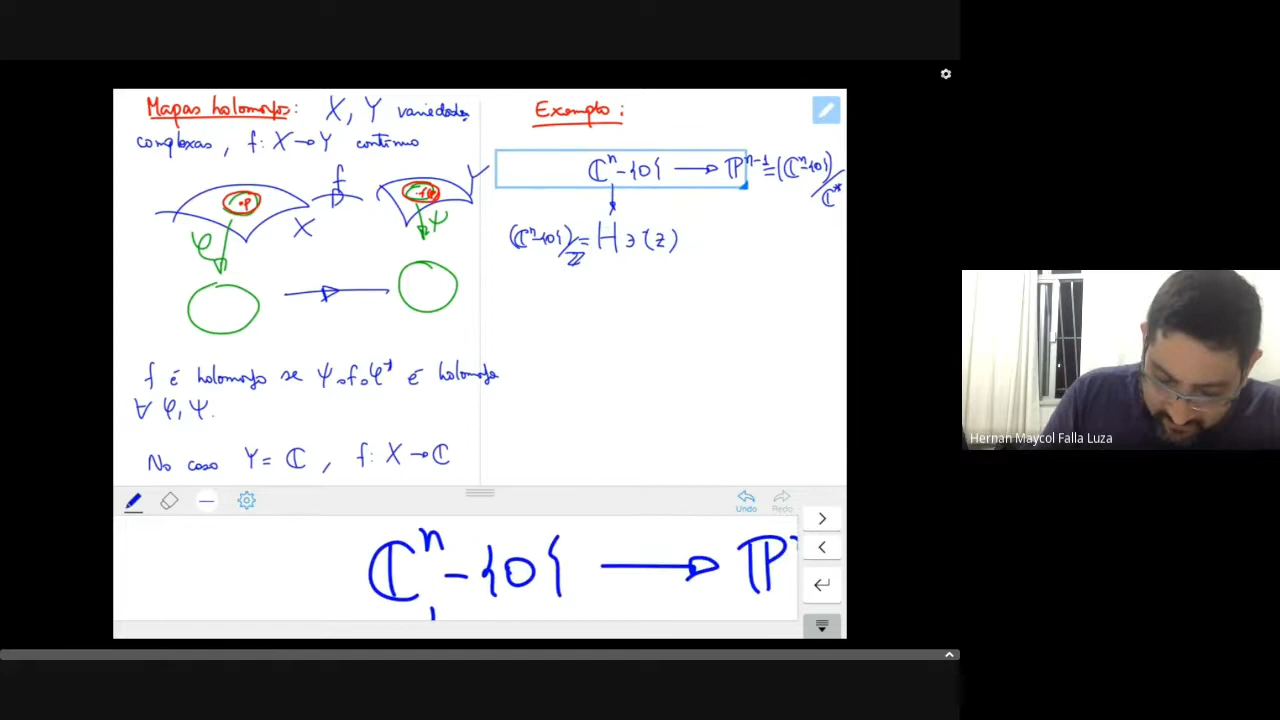 Mapas holomorfos: X, Y variedades
complexas, f: X → Y contínuo
f
Y
·p
·f(p)
X
φ
ψ
f é holomorfo se ψ∘f∘φ⁻¹ é holomorfa
∀ φ, ψ.
No caso Y = ℂ, f: X → ℂ
Exemplo:
ℂⁿ-{0} → ℙⁿ⁻¹ = (ℂⁿ-{0})/ℂ*
(ℂⁿ-{0})/ℤ = H ∋ (z)
Undo
Redo
ℂⁿ-{0} → ℙ
Hernan Maycol Falla Luza